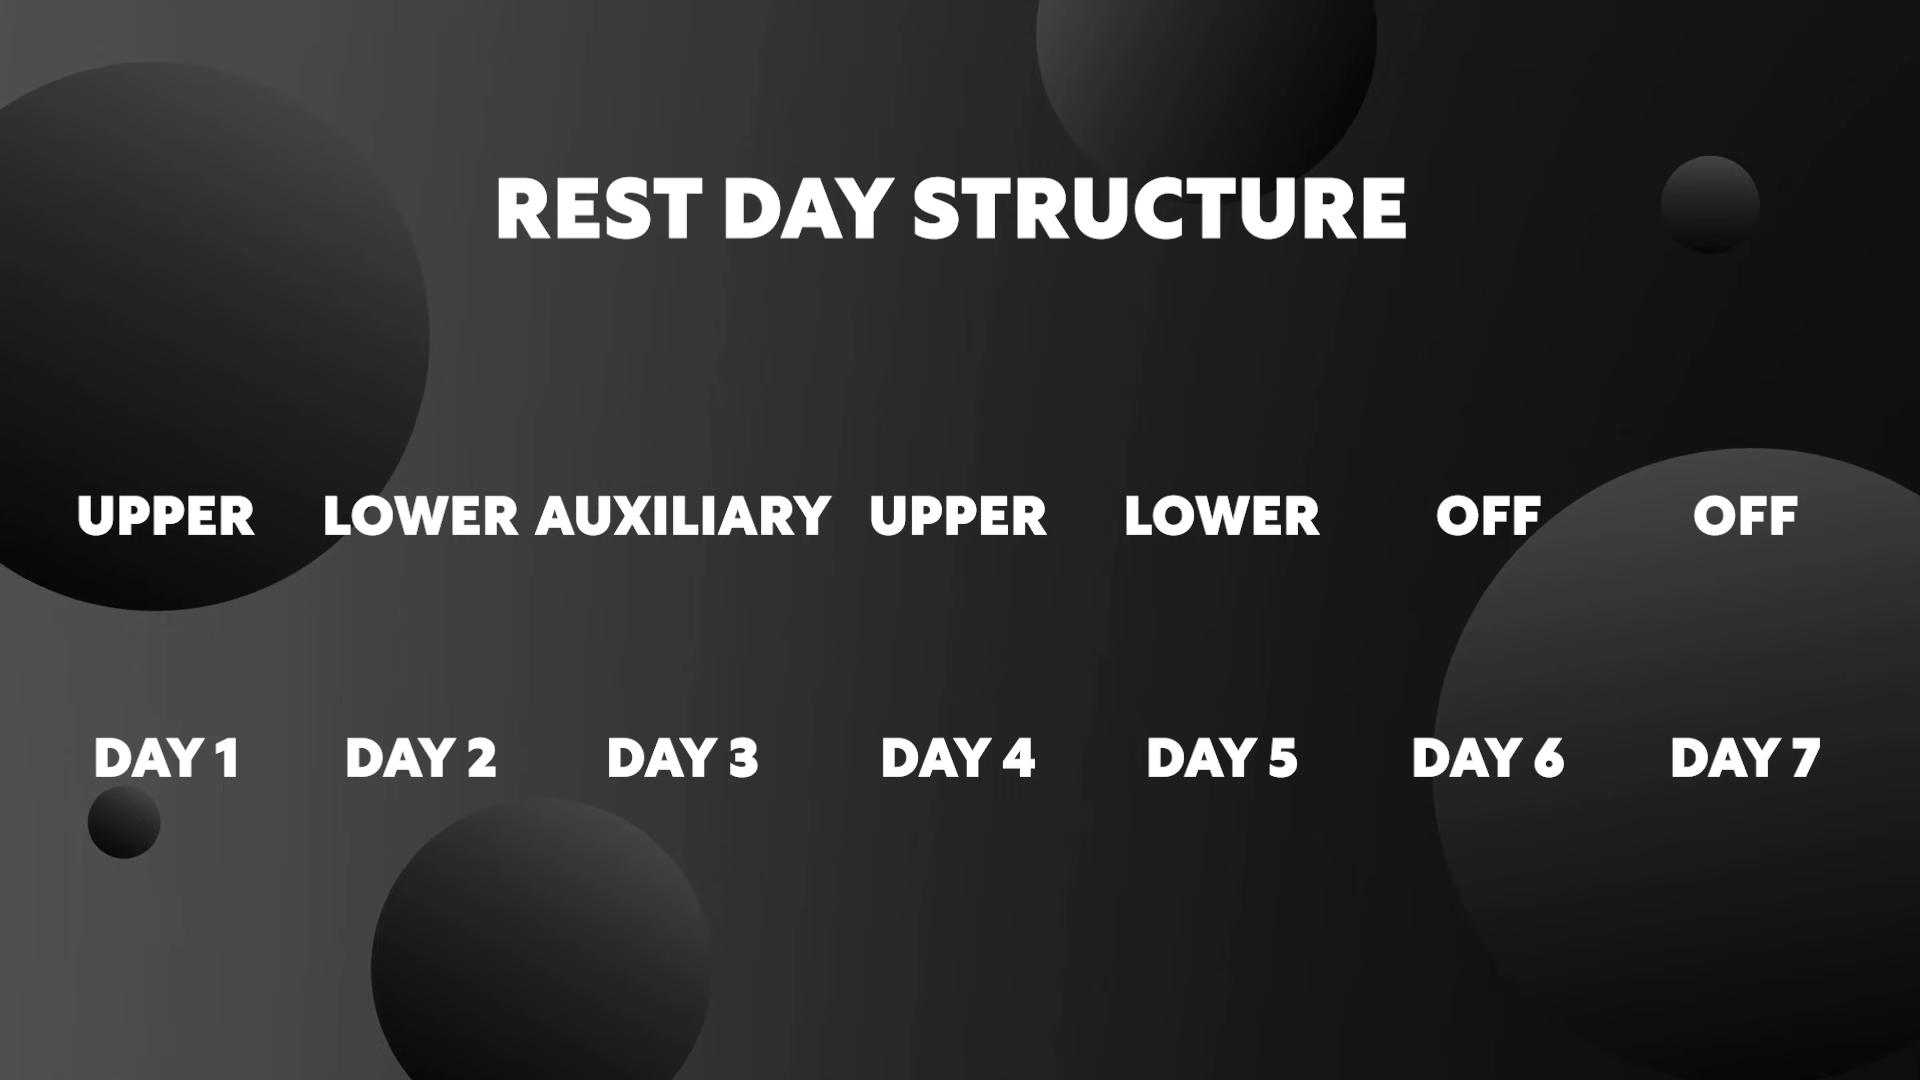 REST DAY STRUCTURE
UPPER LOWER AUXILIARY UPPER LOWER OFF OFF
DAY 1 DAY 2 DAY 3 DAY 4 DAY 5 DAY 6 DAY 7